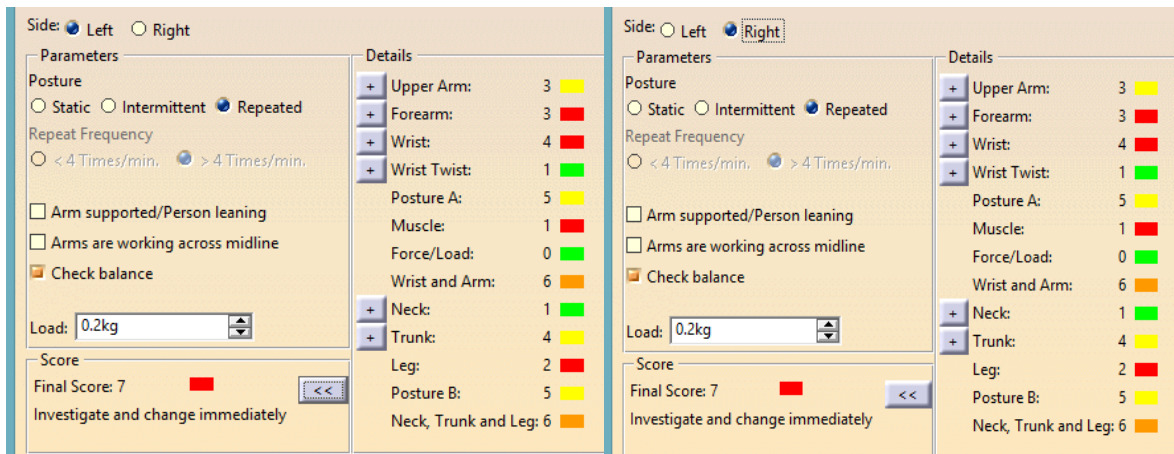 Side: Left Right
Parameters
Posture
Static Intermittent Repeated
Repeat Frequency
< 4 Times/min. > 4 Times/min.
Arm supported/Person leaning
Arms are working across midline
Check balance
Load: 0.2kg
Score
Final Score: 7
<<
Investigate and change immediately
Details
+ Upper Arm: 3
+ Forearm: 3
+ Wrist: 4
+ Wrist Twist: 1
Posture A: 5
Muscle: 1
Force/Load: 0
Wrist and Arm: 6
+ Neck: 1
+ Trunk: 4
Leg: 2
Posture B: 5
Neck, Trunk and Leg: 6
Side: Left Right
Parameters
Posture
Static Intermittent Repeated
Repeat Frequency
< 4 Times/min. > 4 Times/min.
Arm supported/Person leaning
Arms are working across midline
Check balance
Load: 0.2kg
Score
Final Score: 7
<<
Investigate and change immediately
Details
+ Upper Arm: 3
+ Forearm: 3
+ Wrist: 4
+ Wrist Twist: 1
Posture A: 5
Muscle: 1
Force/Load: 0
Wrist and Arm: 6
+ Neck: 1
+ Trunk: 4
Leg: 2
Posture B: 5
Neck, Trunk and Leg: 6